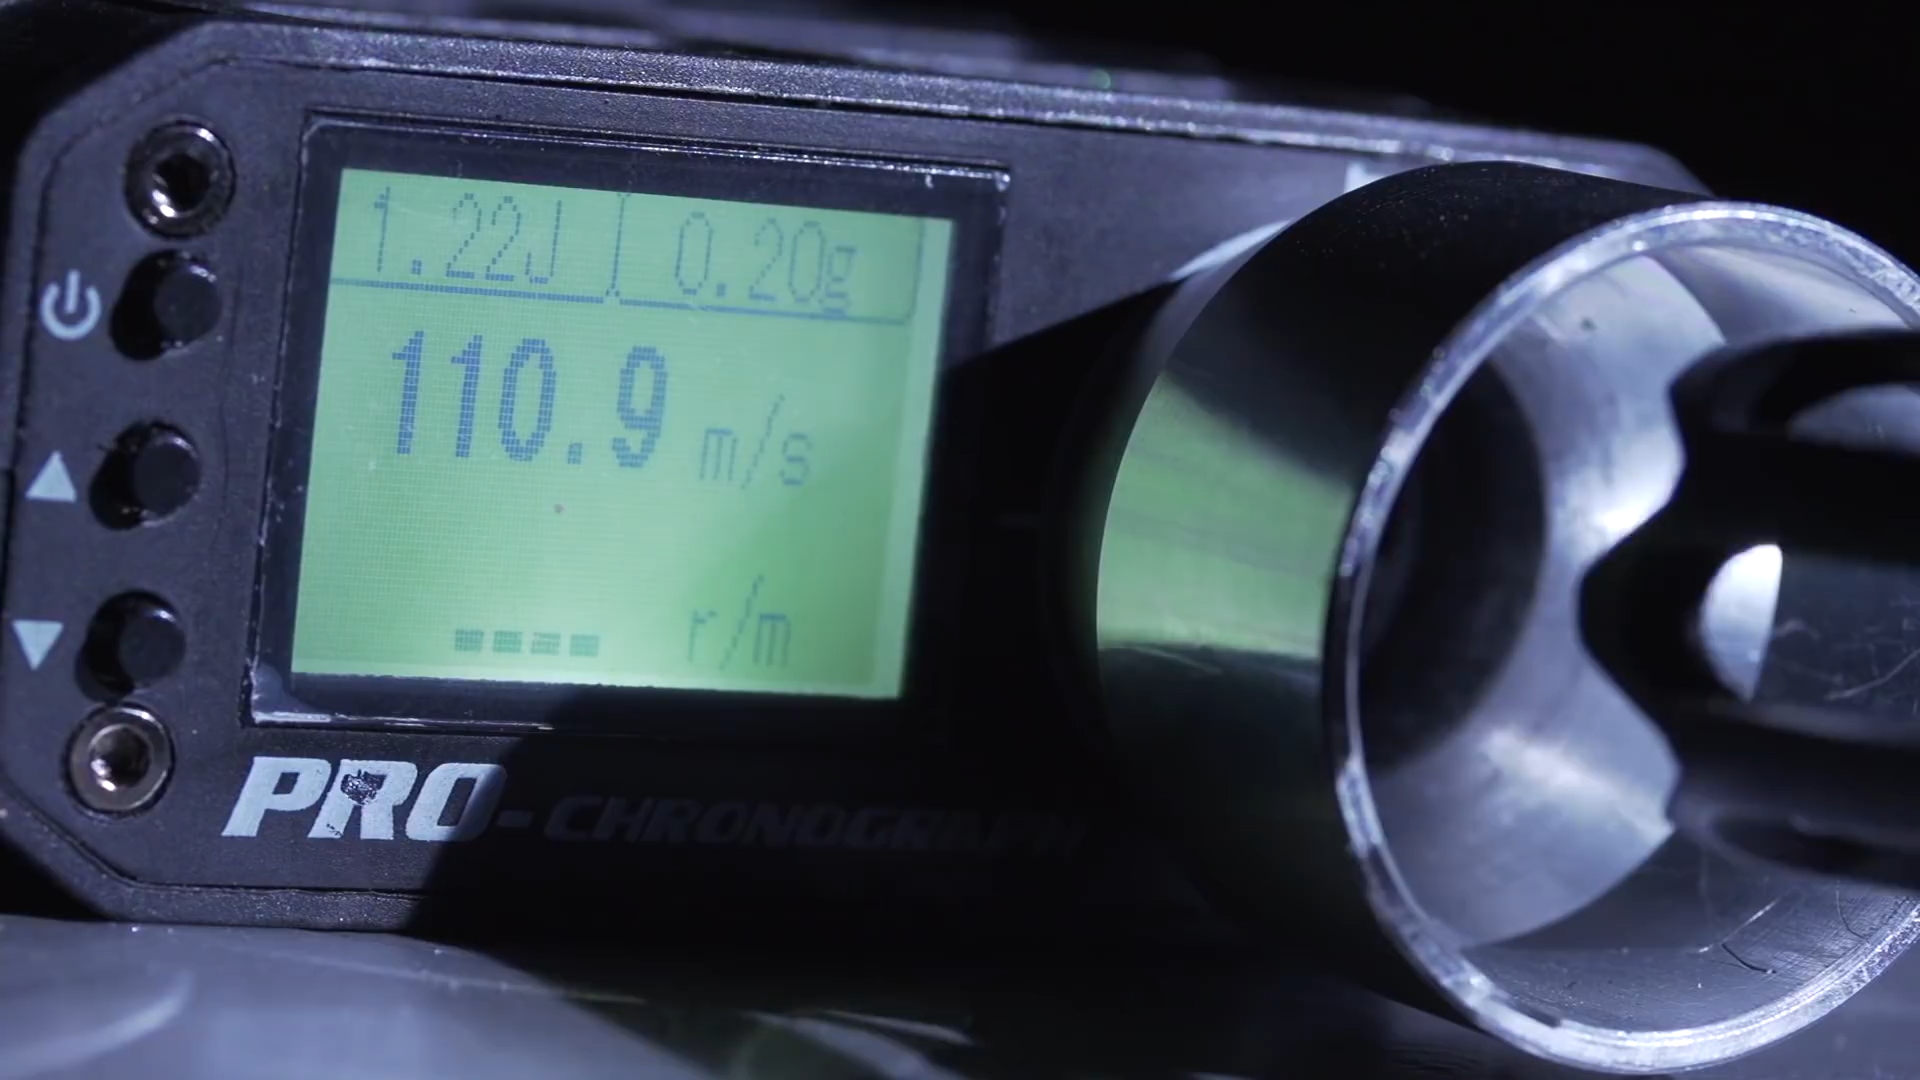 1.22J 0.20g
110.9 m/s
---- r/m
PRO-CHRONOGRAPH